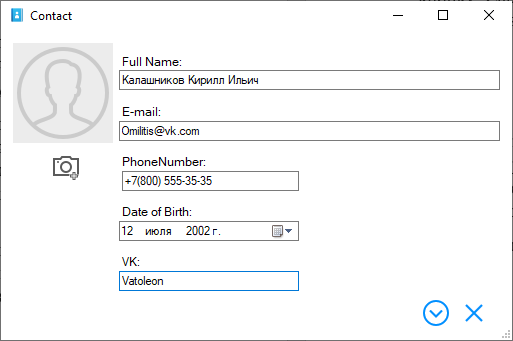 Contact
Full Name:
Калашников Кирилл Ильич
E-mail:
Omilitis@vk.com
PhoneNumber:
+7(800) 555-35-35
Date of Birth:
12 июля 2002 г.
VK:
Vatoleon